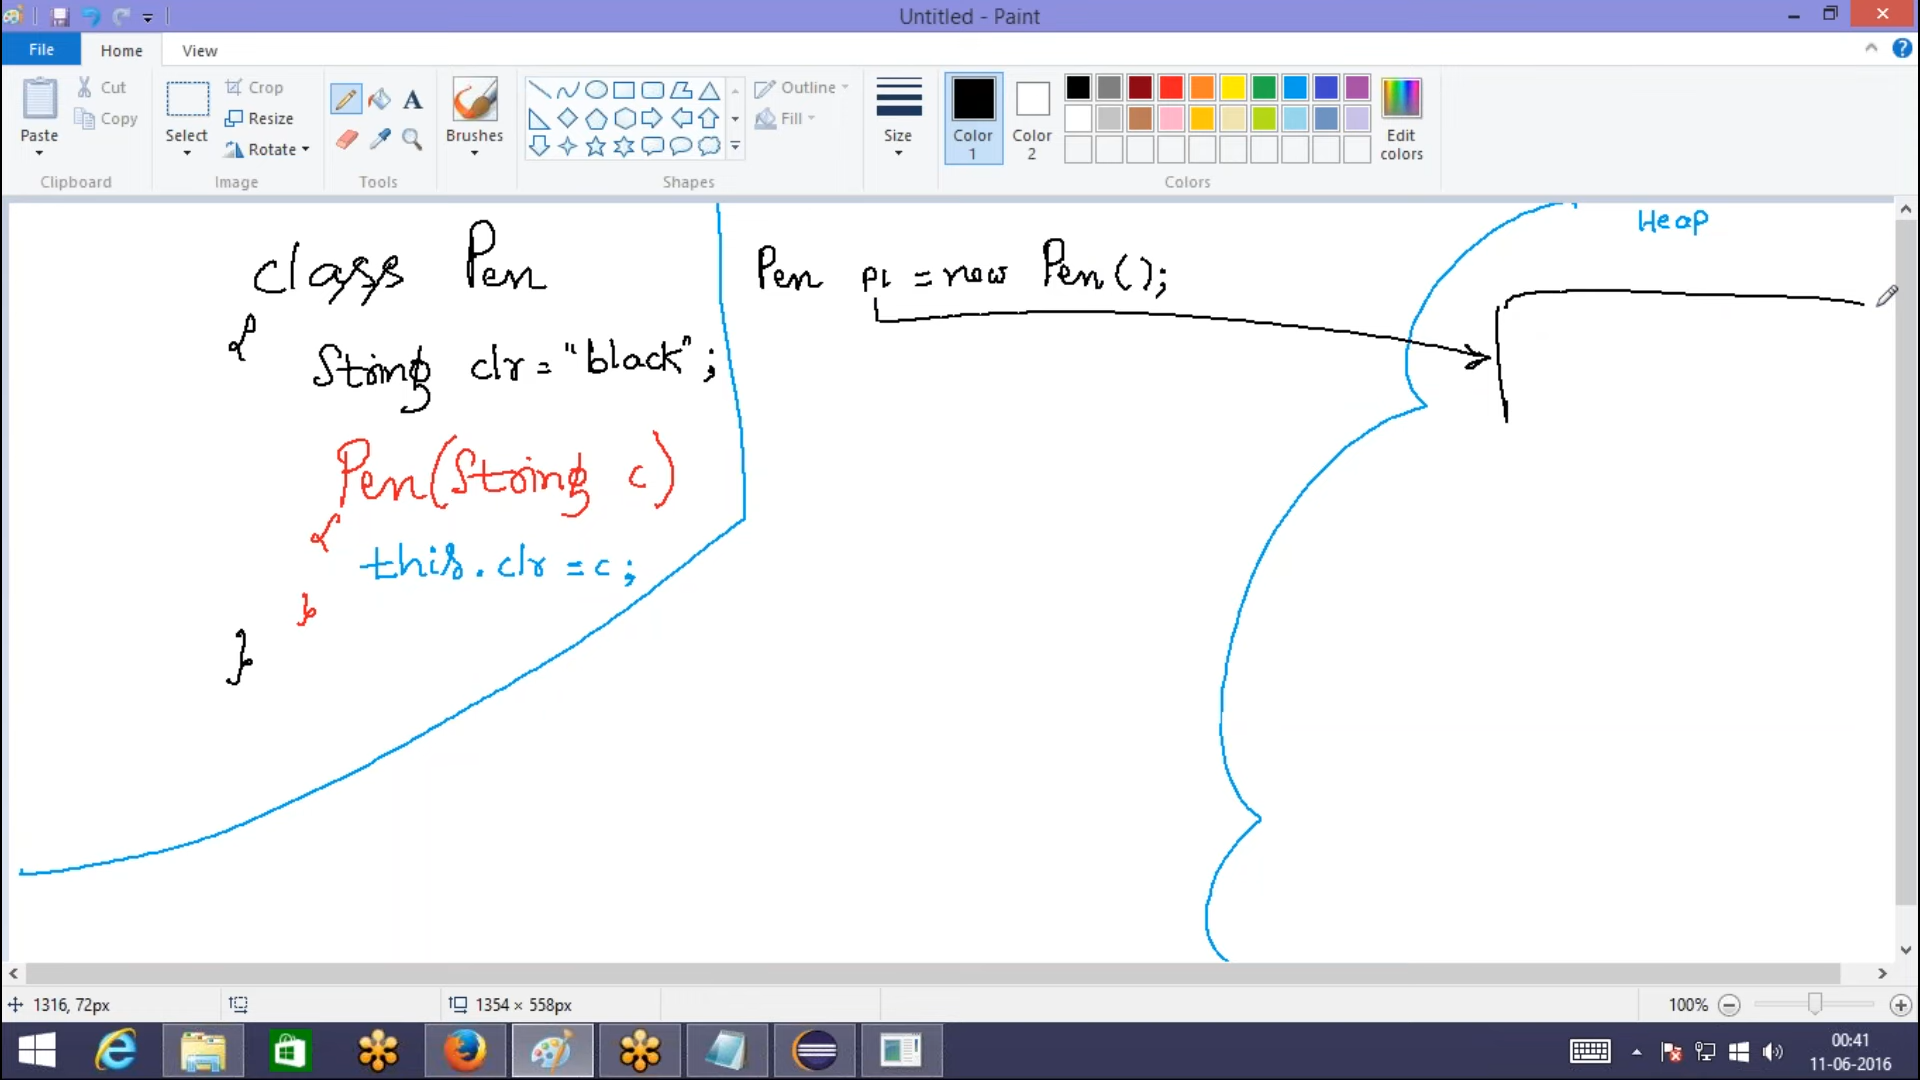 Untitled - Paint
File Home View
Paste
Cut
Copy
Clipboard
Select
Crop
Resize
Rotate
Image
Tools
Brushes
Shapes
Outline
Fill
Size
Color 1
Color 2
Edit colors
Colors
class Pen
{
String clr = "black";
Pen(String c)
{
this.clr = c;
}
}
Pen p1 = new Pen();
Heap
1316, 72px
1354 × 558px
100%
00:41
11-06-2016